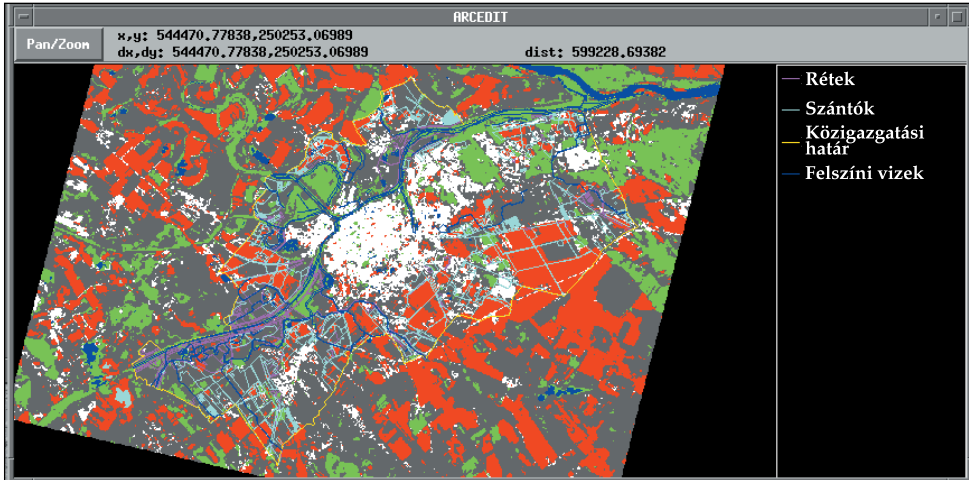 ARCEDIT
Pan/Zoom
x,y: 544470.77838,250253.06989
dx,dy: 544470.77838,250253.06989 dist: 599228.69382
Rétek
Szántók
Közigazgatási
határ
Felszíni vizek